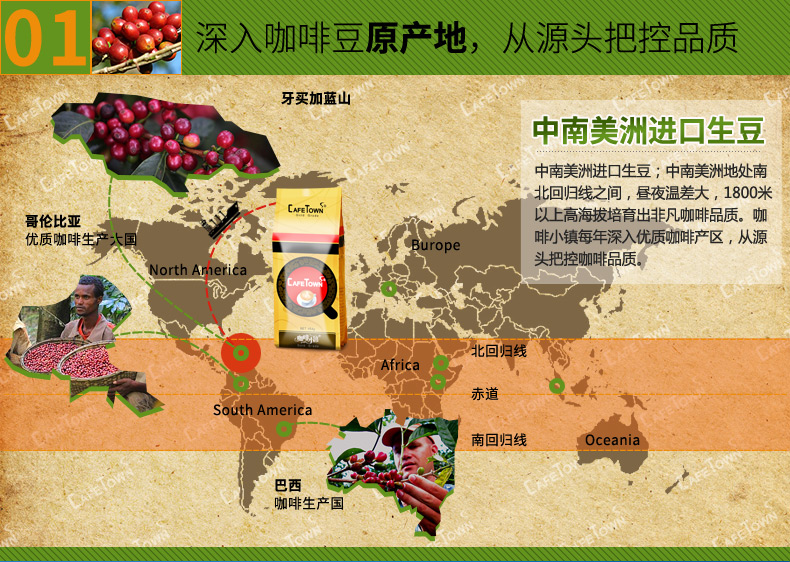 01
深入咖啡豆原产地，从源头把控品质
牙买加蓝山
中南美洲进口生豆
中南美洲进口生豆；中南美洲地处南
北回归线之间，昼夜温差大，1800米
以上高海拔培育出非凡咖啡品质。咖
啡小镇每年深入优质咖啡产区，从源
头把控咖啡品质。
哥伦比亚
优质咖啡生产大国
CAFETOWN
CAFETOWN
Burope
North America
北回归线
Africa
赤道
South America
南回归线
Oceania
巴西
咖啡生产国